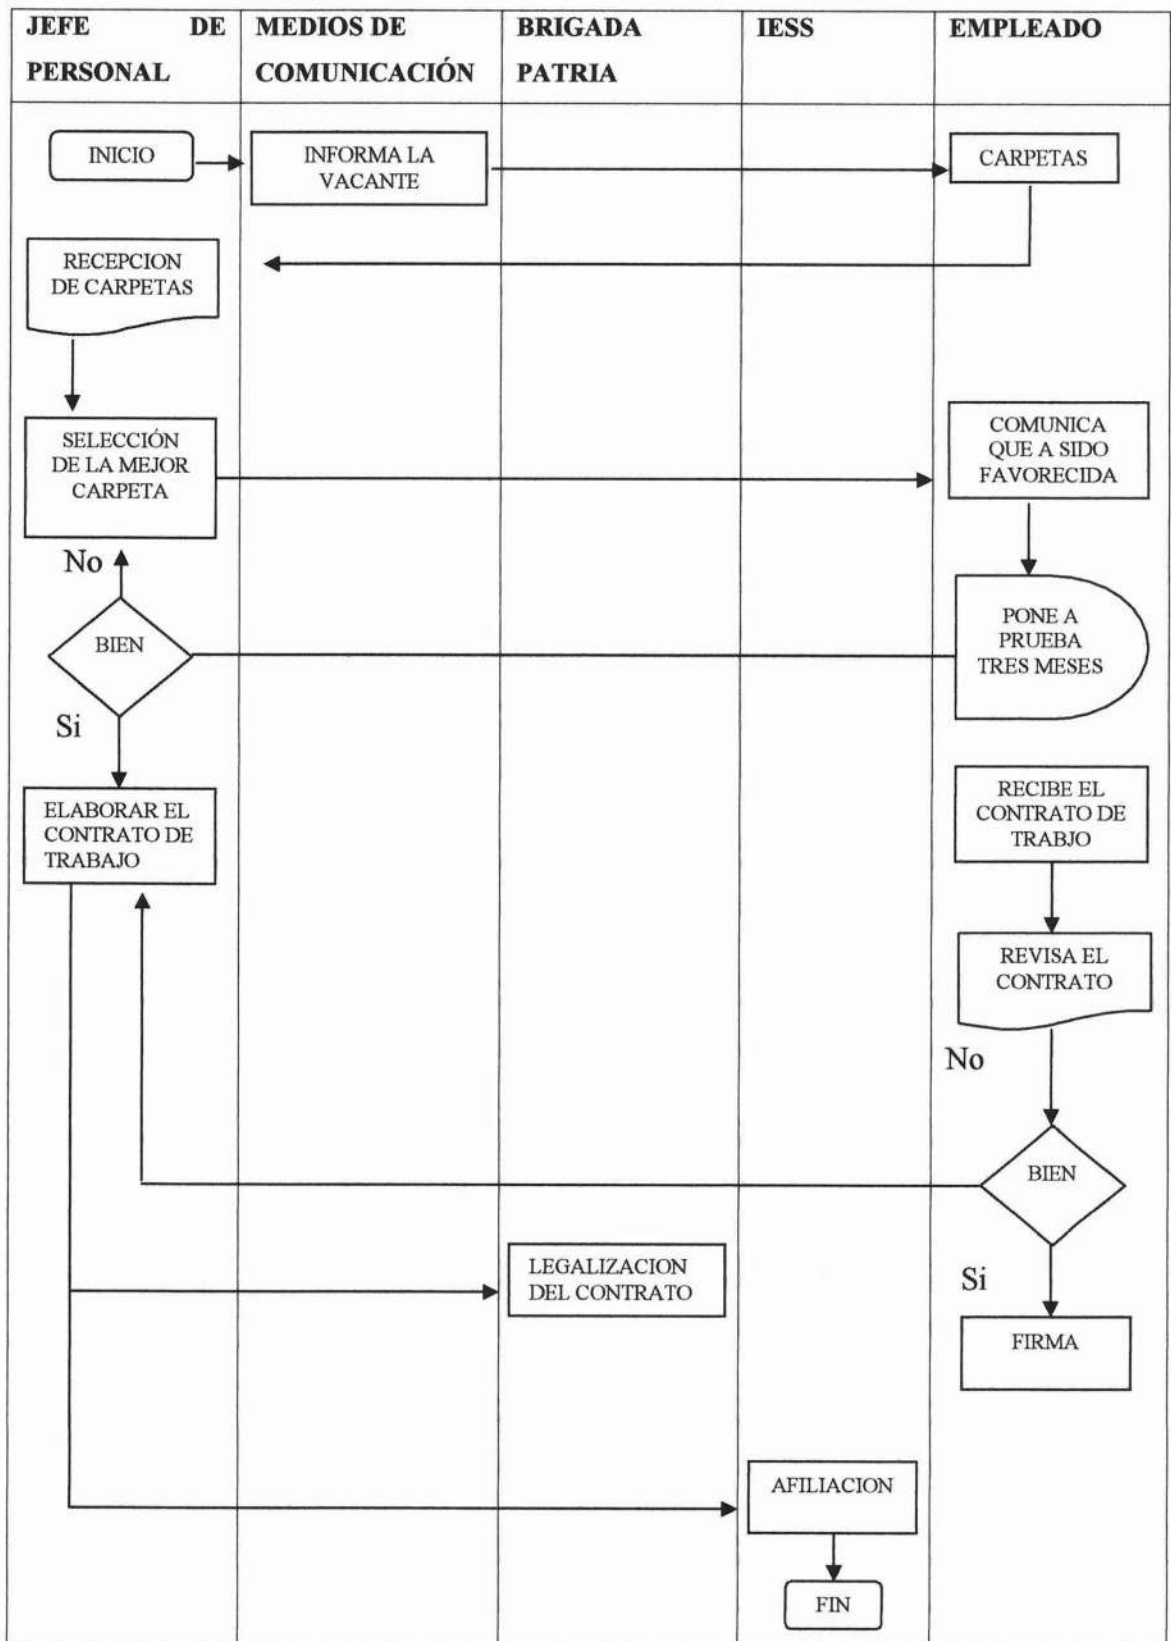 JEFE DE
PERSONAL
MEDIOS DE
COMUNICACIÓN
BRIGADA
PATRIA
IESS
EMPLEADO
INICIO
INFORMA LA
VACANTE
CARPETAS
RECEPCION
DE CARPETAS
SELECCIÓN
DE LA MEJOR
CARPETA
COMUNICA
QUE A SIDO
FAVORECIDA
No
BIEN
PONE A
PRUEBA
TRES MESES
Si
ELABORAR EL
CONTRATO DE
TRABAJO
RECIBE EL
CONTRATO DE
TRABJO
REVISA EL
CONTRATO
No
BIEN
LEGALIZACION
DEL CONTRATO
Si
FIRMA
AFILIACION
FIN